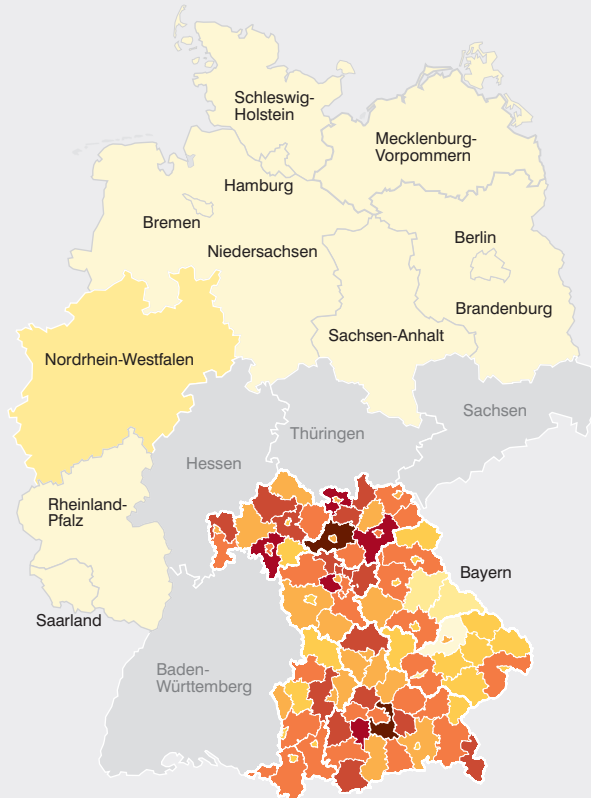 Schleswig-
Holstein
Mecklenburg-
Vorpommern
Hamburg
Bremen
Berlin
Niedersachsen
Brandenburg
Sachsen-Anhalt
Nordrhein-Westfalen
Sachsen
Thüringen
Hessen
Rheinland-
Pfalz
Bayern
Saarland
Baden-
Württemberg